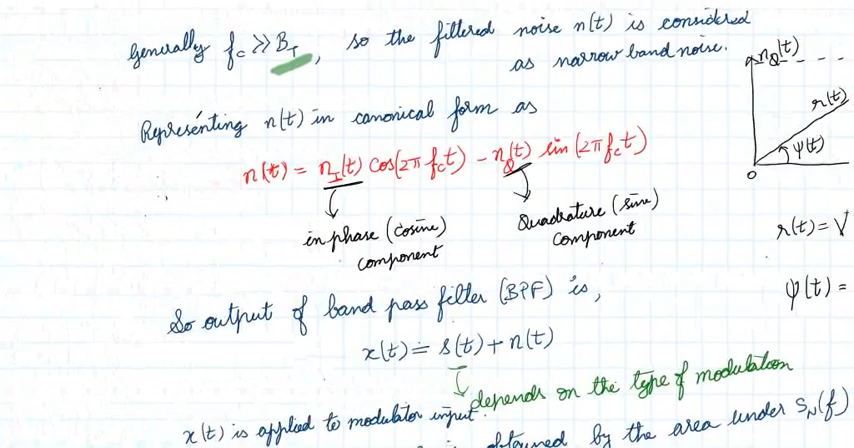 Generally f_c >> B_T, so the filtered noise n(t) is considered
as narrow band noise.
Representing n(t) in canonical form as
n(t) = n_I(t) cos(2π f_c t) - n_Q(t) sin (2π f_c t)
in phase (cosine)
component
Quadrature (sine)
component
So output of band pass filter (BPF) is,
x(t) = s(t) + n(t)
depends on the type of modulation
x(t) is applied to modulator input.
obtained by the area under S_N(f)
n_Q(t)
r(t)
ψ(t)
0
r(t) = √
ψ(t) =